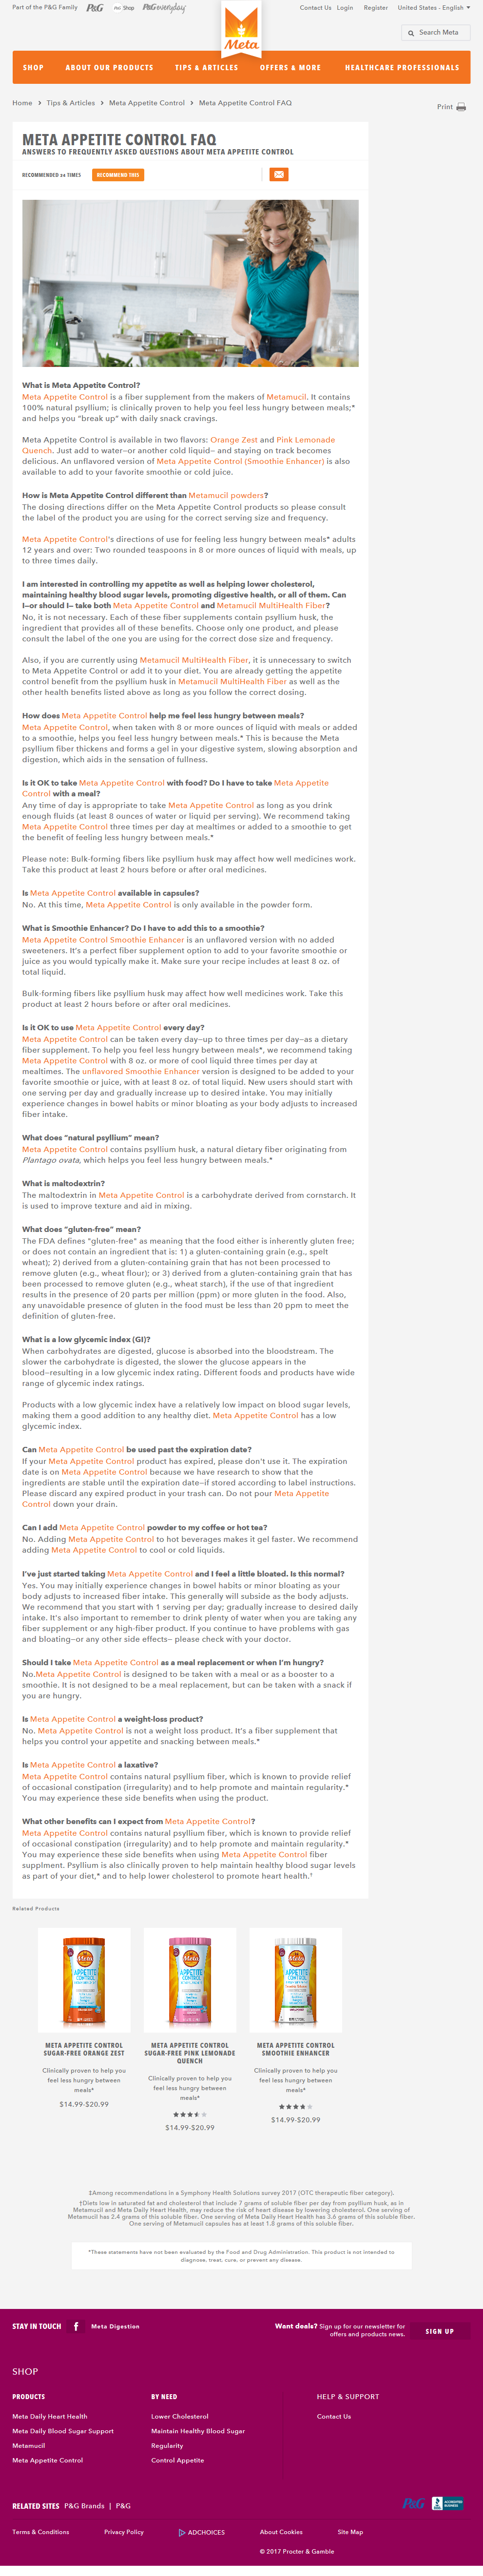 Part of the P&G Family
P&G
P&G Shop
P&G everyday
Contact Us
Login
Register
United States - English
Meta
Search Meta
SHOP
ABOUT OUR PRODUCTS
TIPS & ARTICLES
OFFERS & MORE
HEALTHCARE PROFESSIONALS
Home > Tips & Articles > Meta Appetite Control > Meta Appetite Control FAQ
Print
META APPETITE CONTROL FAQ
ANSWERS TO FREQUENTLY ASKED QUESTIONS ABOUT META APPETITE CONTROL
RECOMMENDED 24 TIMES
RECOMMEND THIS
What is Meta Appetite Control?
Meta Appetite Control is a fiber supplement from the makers of Metamucil. It contains
100% natural psyllium; is clinically proven to help you feel less hungry between meals;*
and helps you “break up” with daily snack cravings.
Meta Appetite Control is available in two flavors: Orange Zest and Pink Lemonade
Quench. Just add to water—or another cold liquid— and staying on track becomes
delicious. An unflavored version of Meta Appetite Control (Smoothie Enhancer) is also
available to add to your favorite smoothie or cold juice.
How is Meta Appetite Control different than Metamucil powders?
The dosing directions differ on the Meta Appetite Control products so please consult
the label of the product you are using for the correct serving size and frequency.
Meta Appetite Control's directions of use for feeling less hungry between meals* adults
12 years and over: Two rounded teaspoons in 8 or more ounces of liquid with meals, up
to three times daily.
I am interested in controlling my appetite as well as helping lower cholesterol,
maintaining healthy blood sugar levels, promoting digestive health, or all of them. Can
I—or should I— take both Meta Appetite Control and Metamucil MultiHealth Fiber?
No, it is not necessary. Each of these fiber supplements contain psyllium husk, the
ingredient that provides all of these benefits. Choose only one product, and please
consult the label of the one you are using for the correct dose size and frequency.
Also, if you are currently using Metamucil MultiHealth Fiber, it is unnecessary to switch
to Meta Appetite Control or add it to your diet. You are already getting the appetite
control benefit from the psyllium husk in Metamucil MultiHealth Fiber as well as the
other health benefits listed above as long as you follow the correct dosing.
How does Meta Appetite Control help me feel less hungry between meals?
Meta Appetite Control, when taken with 8 or more ounces of liquid with meals or added
to a smoothie, helps you feel less hungry between meals.* This is because the Meta
psyllium fiber thickens and forms a gel in your digestive system, slowing absorption and
digestion, which aids in the sensation of fullness.
Is it OK to take Meta Appetite Control with food? Do I have to take Meta Appetite
Control with a meal?
Any time of day is appropriate to take Meta Appetite Control as long as you drink
enough fluids (at least 8 ounces of water or liquid per serving). We recommend taking
Meta Appetite Control three times per day at mealtimes or added to a smoothie to get
the benefit of feeling less hungry between meals.*
Please note: Bulk-forming fibers like psyllium husk may affect how well medicines work.
Take this product at least 2 hours before or after oral medicines.
Is Meta Appetite Control available in capsules?
No. At this time, Meta Appetite Control is only available in the powder form.
What is Smoothie Enhancer? Do I have to add this to a smoothie?
Meta Appetite Control Smoothie Enhancer is an unflavored version with no added
sweeteners. It's a perfect fiber supplement option to add to your favorite smoothie or
juice as you would typically make it. Make sure your recipe includes at least 8 oz. of
total liquid.
Bulk-forming fibers like psyllium husk may affect how well medicines work. Take this
product at least 2 hours before or after oral medicines.
Is it OK to use Meta Appetite Control every day?
Meta Appetite Control can be taken every day—up to three times per day—as a dietary
fiber supplement. To help you feel less hungry between meals*, we recommend taking
Meta Appetite Control with 8 oz. or more of cool liquid three times per day at
mealtimes. The unflavored Smoothie Enhancer version is designed to be added to your
favorite smoothie or juice, with at least 8 oz. of total liquid. New users should start with
one serving per day and gradually increase up to desired intake. You may initially
experience changes in bowel habits or minor bloating as your body adjusts to increased
fiber intake.
What does “natural psyllium” mean?
Meta Appetite Control contains psyllium husk, a natural dietary fiber originating from
Plantago ovata, which helps you feel less hungry between meals.*
What is maltodextrin?
The maltodextrin in Meta Appetite Control is a carbohydrate derived from cornstarch. It
is used to improve texture and aid in mixing.
What does “gluten-free” mean?
The FDA defines "gluten-free" as meaning that the food either is inherently gluten free;
or does not contain an ingredient that is: 1) a gluten-containing grain (e.g., spelt
wheat); 2) derived from a gluten-containing grain that has not been processed to
remove gluten (e.g., wheat flour); or 3) derived from a gluten-containing grain that has
been processed to remove gluten (e.g., wheat starch), if the use of that ingredient
results in the presence of 20 parts per million (ppm) or more gluten in the food. Also,
any unavoidable presence of gluten in the food must be less than 20 ppm to meet the
definition of gluten-free.
What is a low glycemic index (GI)?
When carbohydrates are digested, glucose is absorbed into the bloodstream. The
slower the carbohydrate is digested, the slower the glucose appears in the
blood—resulting in a low glycemic index rating. Different foods and products have wide
range of glycemic index ratings.
Products with a low glycemic index have a relatively low impact on blood sugar levels,
making them a good addition to any healthy diet. Meta Appetite Control has a low
glycemic index.
Can Meta Appetite Control be used past the expiration date?
If your Meta Appetite Control product has expired, please don't use it. The expiration
date is on Meta Appetite Control because we have research to show that the
ingredients are stable until the expiration date—if stored according to label instructions.
Please discard any expired product in your trash can. Do not pour Meta Appetite
Control down your drain.
Can I add Meta Appetite Control powder to my coffee or hot tea?
No. Adding Meta Appetite Control to hot beverages makes it gel faster. We recommend
adding Meta Appetite Control to cool or cold liquids.
I've just started taking Meta Appetite Control and I feel a little bloated. Is this normal?
Yes. You may initially experience changes in bowel habits or minor bloating as your
body adjusts to increased fiber intake. This generally will subside as the body adjusts.
We recommend that you start with 1 serving per day; gradually increase to desired daily
intake. It's also important to remember to drink plenty of water when you are taking any
fiber supplement or any high-fiber product. If you continue to have problems with gas
or bloating—or any other side effects— please check with your doctor.
Should I take Meta Appetite Control as a meal replacement or when I'm hungry?
No.Meta Appetite Control is designed to be taken with a meal or as a booster to a
smoothie. It is not designed to be a meal replacement, but can be taken with a snack if
you are hungry.
Is Meta Appetite Control a weight-loss product?
No. Meta Appetite Control is not a weight loss product. It's a fiber supplement that
helps you control your appetite and snacking between meals.*
Is Meta Appetite Control a laxative?
Meta Appetite Control contains natural psyllium fiber, which is known to provide relief
of occasional constipation (irregularity) and to help promote and maintain regularity.*
You may experience these side benefits when using the product.
What other benefits can I expect from Meta Appetite Control?
Meta Appetite Control contains natural psyllium fiber, which is known to provide relief
of occasional constipation (irregularity) and to help promote and maintain regularity.*
You may experience these side benefits when using Meta Appetite Control fiber
supplment. Psyllium is also clinically proven to help maintain healthy blood sugar levels
as part of your diet,* and to help lower cholesterol to promote heart health.†
Related Products
Meta
APPETITE CONTROL
Meta
APPETITE CONTROL
Meta
APPETITE CONTROL
META APPETITE CONTROL
SUGAR-FREE ORANGE ZEST
Clinically proven to help you
feel less hungry between
meals*
$14.99-$20.99
META APPETITE CONTROL
SUGAR-FREE PINK LEMONADE
QUENCH
Clinically proven to help you
feel less hungry between
meals*
$14.99-$20.99
META APPETITE CONTROL
SMOOTHIE ENHANCER
Clinically proven to help you
feel less hungry between
meals*
$14.99-$20.99
‡Among recommendations in a Symphony Health Solutions survey 2017 (OTC therapeutic fiber category).
†Diets low in saturated fat and cholesterol that include 7 grams of soluble fiber per day from psyllium husk, as in
Metamucil and Meta Daily Heart Health, may reduce the risk of heart disease by lowering cholesterol. One serving of
Metamucil has 2.4 grams of this soluble fiber. One serving of Meta Daily Heart Health has 3.6 grams of this soluble fiber.
One serving of Metamucil capsules has at least 1.8 grams of this soluble fiber.
*These statements have not been evaluated by the Food and Drug Administration. This product is not intended to
diagnose, treat, cure, or prevent any disease.
STAY IN TOUCH
Meta Digestion
Want deals? Sign up for our newsletter for
offers and products news.
SIGN UP
SHOP
PRODUCTS
Meta Daily Heart Health
Meta Daily Blood Sugar Support
Metamucil
Meta Appetite Control
BY NEED
Lower Cholesterol
Maintain Healthy Blood Sugar
Regularity
Control Appetite
HELP & SUPPORT
Contact Us
RELATED SITES P&G Brands | P&G
P&G
BBB ACCREDITED BUSINESS
Terms & Conditions
Privacy Policy
ADCHOICES
About Cookies
Site Map
© 2017 Procter & Gamble